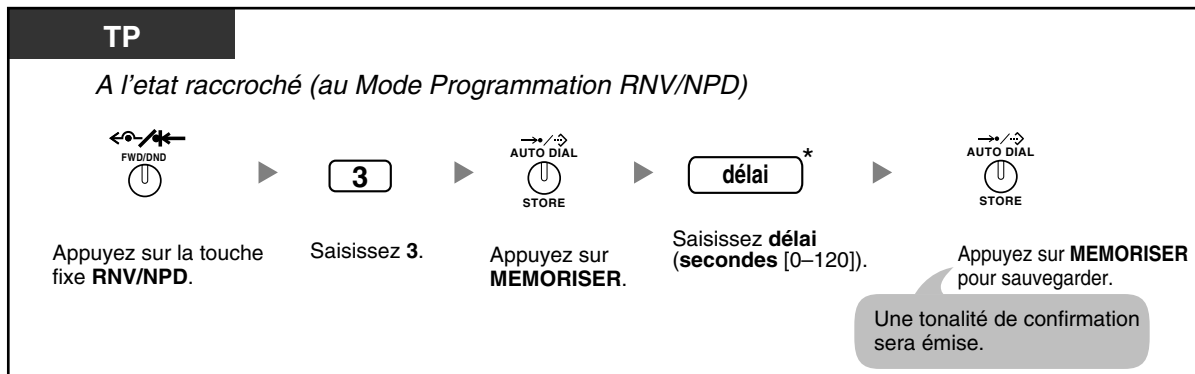 TP
A l'etat raccroché (au Mode Programmation RNV/NPD)
FWD/DND
3
AUTO DIAL
STORE
délai*
AUTO DIAL
STORE
Appuyez sur la touche
fixe RNV/NPD.
Saisissez 3.
Appuyez sur
MEMORISER.
Saisissez délai
(secondes [0–120]).
Appuyez sur MEMORISER
pour sauvegarder.
Une tonalité de confirmation
sera émise.